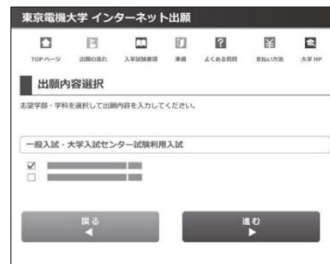 東京電機大学 インターネット出願
TOPページ 出願の流れ 入学試験要項 準備 よくある質問 支払い方法 大学HP
出願内容選択
志望学部・学科を選択して出願内容を入力してください。
一般入試・大学入試センター試験利用入試
戻る
進む